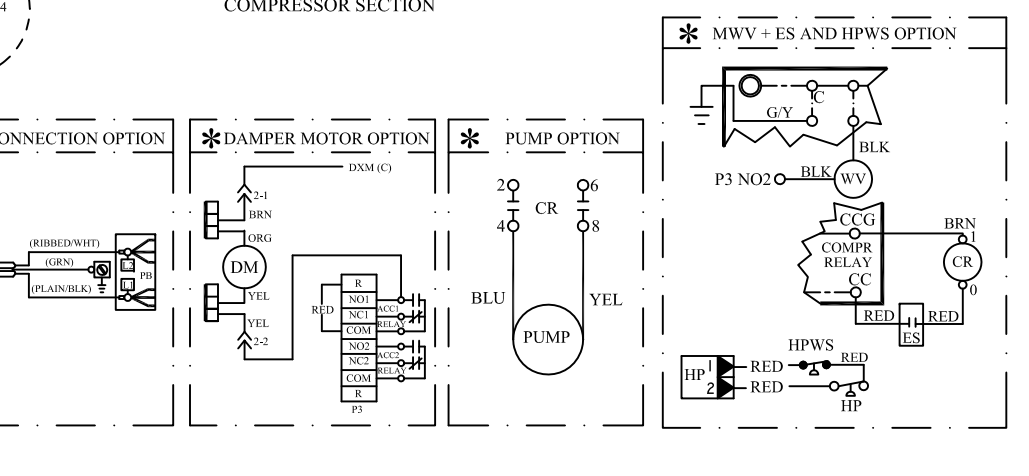 4
COMPRESSOR SECTION
ONNECTION OPTION
(RIBBED/WHT)
(GRN)
(PLAIN/BLK)
L2
L1
PB
* DAMPER MOTOR OPTION
DXM (C)
2-1
BRN
ORG
DM
YEL
YEL
2-2
RED
R
NO1
NC1
COM
NO2
NC2
COM
R
P3
ACC1
RELAY
ACC2
RELAY
* PUMP OPTION
2
6
CR
4
8
BLU
YEL
PUMP
* MWV + ES AND HPWS OPTION
C
G/Y
BLK
P3 NO2
BLK
WV
CCG
COMPR
RELAY
CC
BRN
1
CR
0
RED
RED
ES
HPWS
HP
1
RED
RED
2
RED
HP